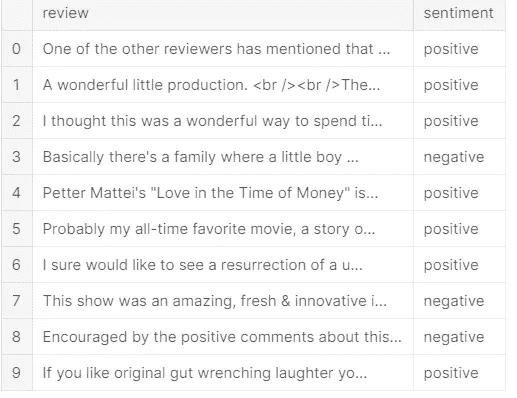 review sentiment
0 One of the other reviewers has mentioned that ... positive
1 A wonderful little production. <br /><br />The... positive
2 I thought this was a wonderful way to spend ti... positive
3 Basically there's a family where a little boy ... negative
4 Petter Mattei's "Love in the Time of Money" is... positive
5 Probably my all-time favorite movie, a story o... positive
6 I sure would like to see a resurrection of a u... positive
7 This show was an amazing, fresh & innovative i... negative
8 Encouraged by the positive comments about this... negative
9 If you like original gut wrenching laughter yo... positive